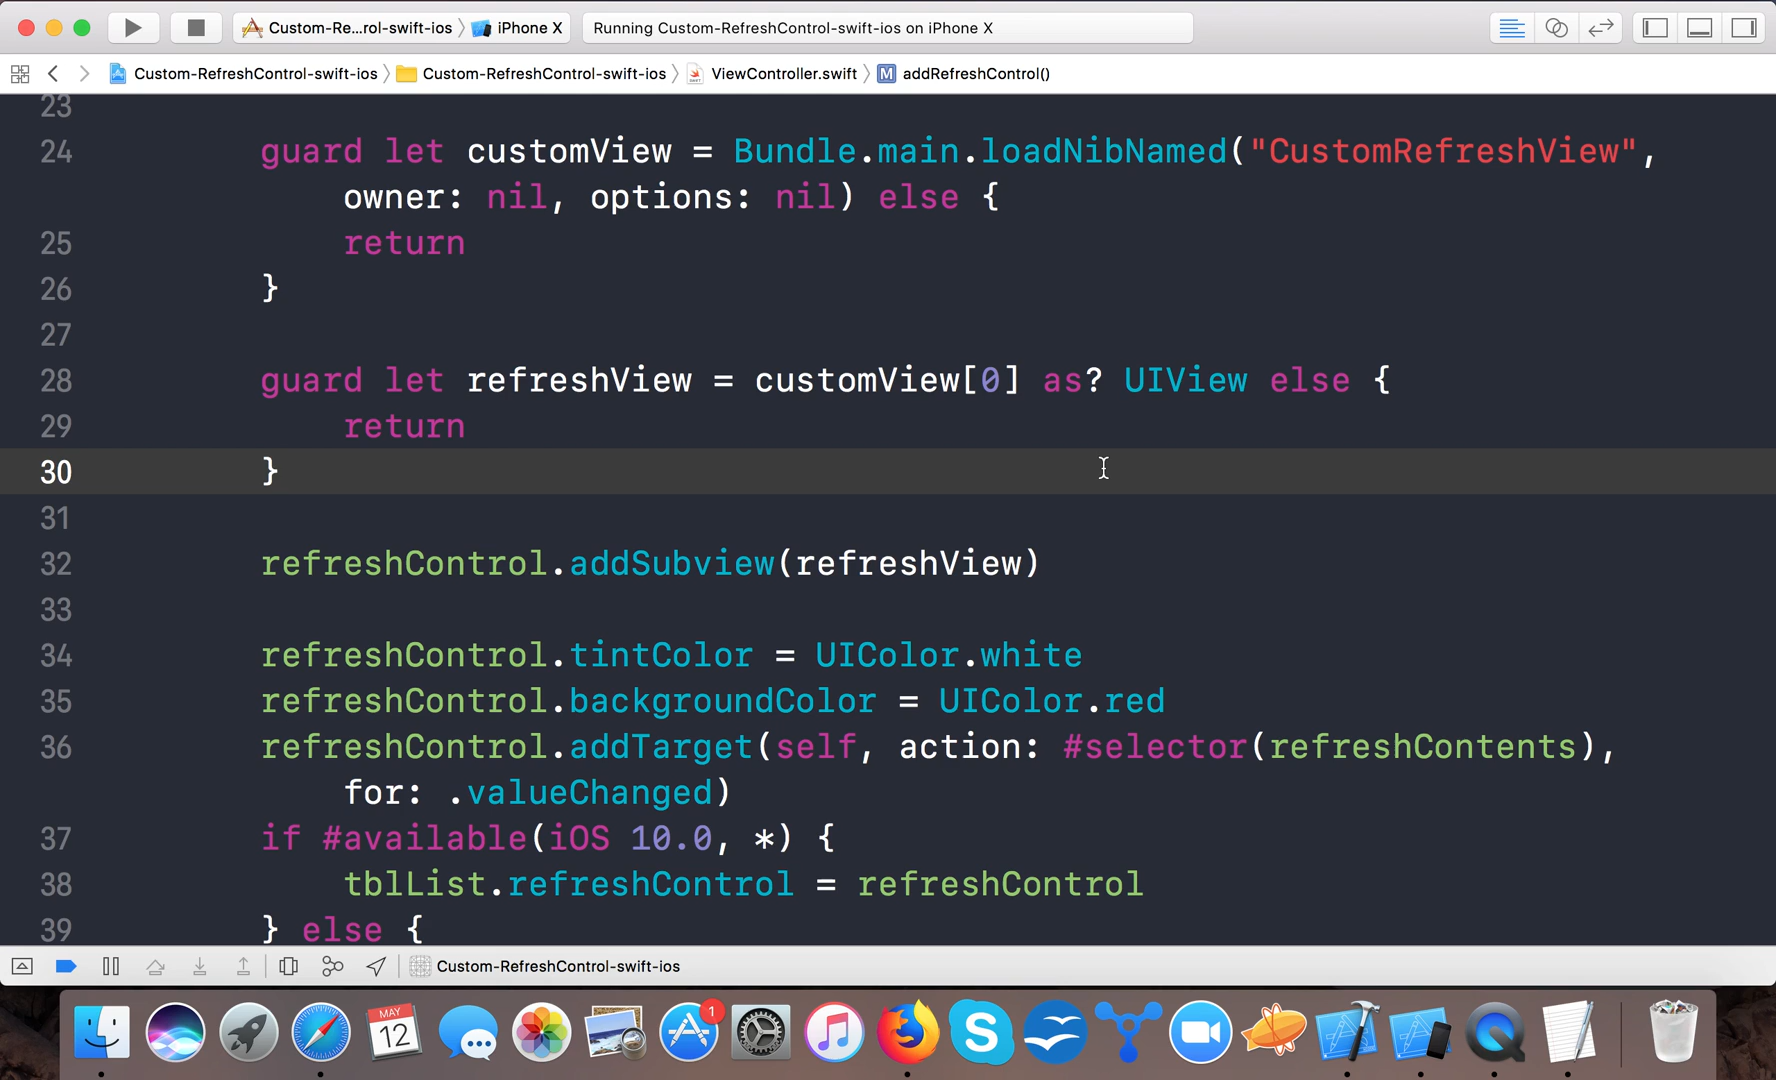 Custom-Re...rol-swift-ios 〉 iPhone X
Running Custom-RefreshControl-swift-ios on iPhone X
Custom-RefreshControl-swift-ios 〉 Custom-RefreshControl-swift-ios 〉 ViewController.swift 〉 M addRefreshControl()
23
24 guard let customView = Bundle.main.loadNibNamed("CustomRefreshView",
owner: nil, options: nil) else {
25 return
26 }
27
28 guard let refreshView = customView[0] as? UIView else {
29 return
30 }
31
32 refreshControl.addSubview(refreshView)
33
34 refreshControl.tintColor = UIColor.white
35 refreshControl.backgroundColor = UIColor.red
36 refreshControl.addTarget(self, action: #selector(refreshContents),
for: .valueChanged)
37 if #available(iOS 10.0, *) {
38 tblList.refreshControl = refreshControl
39 } else {
Custom-RefreshControl-swift-ios
MAY
12
1
S